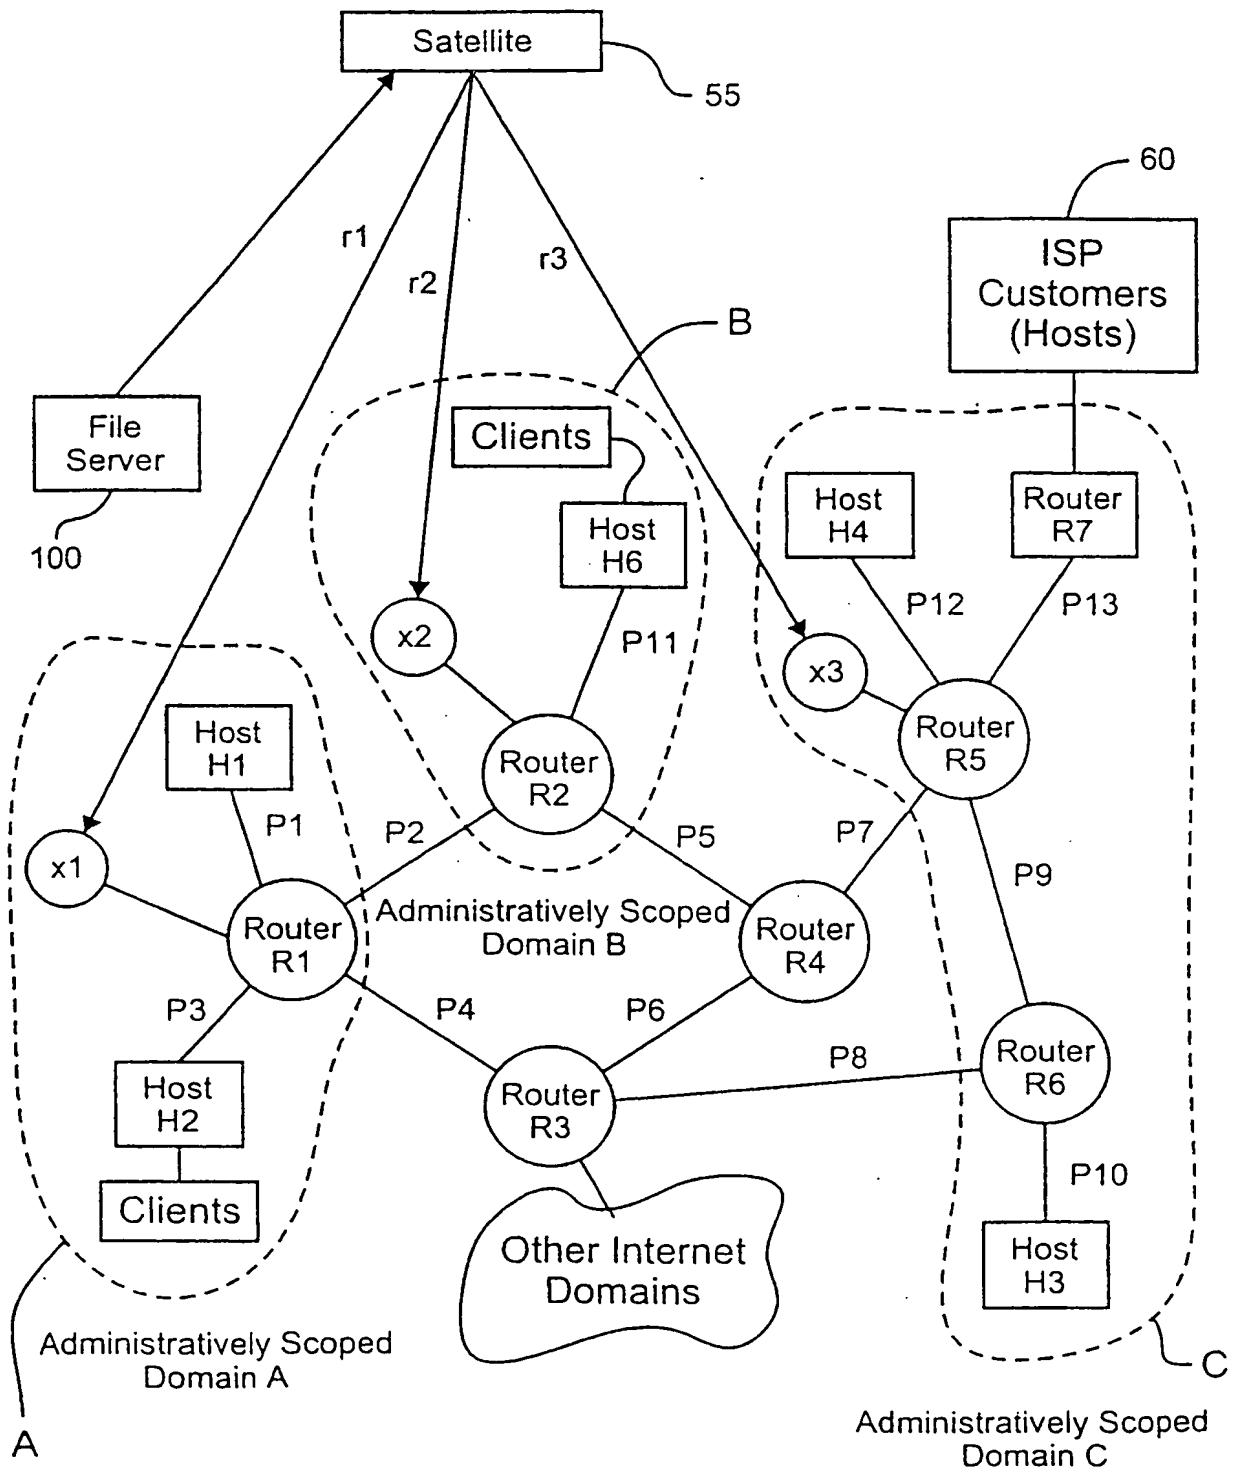 Satellite
55
60
r1
r2
r3
ISP
Customers
(Hosts)
B
File
Server
100
Clients
Host
H6
Host
H4
Router
R7
P12
P13
P11
x2
x3
Host
H1
Router
R5
Router
R2
P1
P2
P5
P7
x1
P9
Router
R1
Administratively Scoped
Domain B
Router
R4
P3
P4
P6
P8
Router
R6
Host
H2
Router
R3
P10
Clients
Other Internet
Domains
Host
H3
Administratively Scoped
Domain A
C
A
Administratively Scoped
Domain C